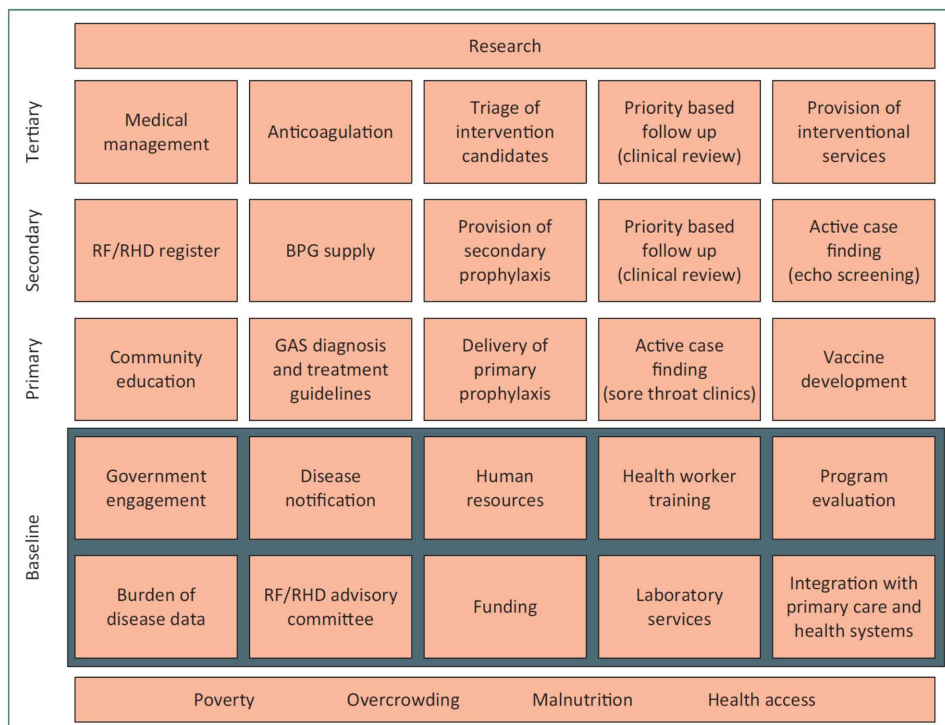 Research
Tertiary
Medical
management
Anticoagulation
Triage of
intervention
candidates
Priority based
follow up
(clinical review)
Provision of
interventional
services
Secondary
RF/RHD register
BPG supply
Provision of
secondary
prophylaxis
Priority based
follow up
(clinical review)
Active case
finding
(echo screening)
Primary
Community
education
GAS diagnosis
and treatment
guidelines
Delivery of
primary
prophylaxis
Active case
finding
(sore throat clinics)
Vaccine
development
Baseline
Government
engagement
Disease
notification
Human
resources
Health worker
training
Program
evaluation
Burden of
disease data
RF/RHD advisory
committee
Funding
Laboratory
services
Integration with
primary care and
health systems
Poverty Overcrowding Malnutrition Health access